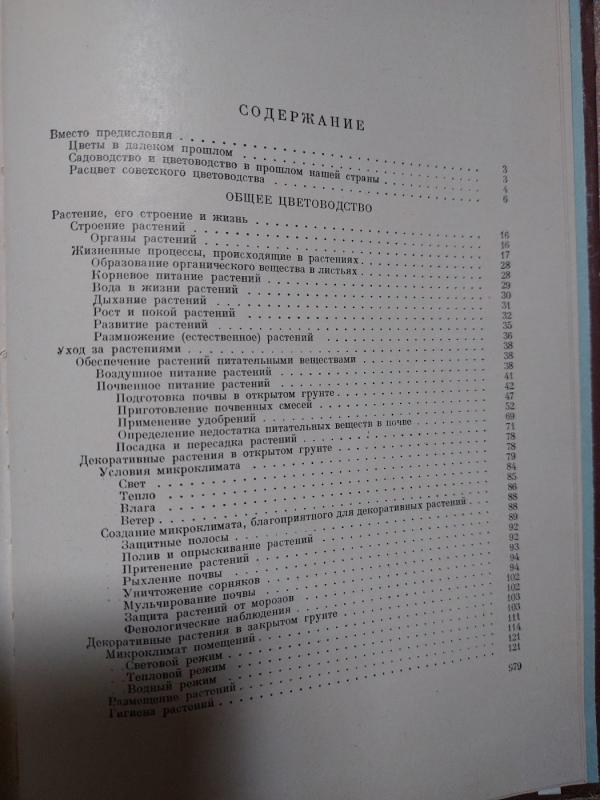 СОДЕРЖАНИЕ
Вместо предисловия 3
Цветы в далеком прошлом 3
Садоводство и цветоводство в прошлом нашей страны 4
Расцвет советского цветоводства 6
ОБЩЕЕ ЦВЕТОВОДСТВО
Растение, его строение и жизнь 16
Строение растений 16
Органы растений 17
Жизненные процессы, происходящие в растениях 28
Образование органического вещества в листьях 28
Корневое питание растений 29
Вода в жизни растений 30
Дыхание растений 31
Рост и покой растений 32
Развитие растений 35
Размножение (естественное) растений 36
Уход за растениями 38
Обеспечение растений питательными веществами 38
Воздушное питание растений 38
Почвенное питание растений 41
Подготовка почвы в открытом грунте 42
Приготовление почвенных смесей 47
Применение удобрений 52
Определение недостатка питательных веществ в почве 69
Посадка и пересадка растений 71
Декоративные растения в открытом грунте 78
Условия микроклимата 78
Свет 79
Тепло 84
Влага 85
Ветер 86
Создание микроклимата, благоприятного для декоративных растений 88
Защитные полосы 88
Полив и опрыскивание растений 89
Притенение растений 92
Рыхление почвы 92
Уничтожение сорняков 93
Мульчирование почвы 94
Защита растений от морозов 94
Фенологические наблюдения 102
Декоративные растения в закрытом грунте 102
Микроклимат помещений 103
Световой режим 103
Тепловой режим 111
Водный режим 114
Размещение растений 121
Гигиена растений 121
979